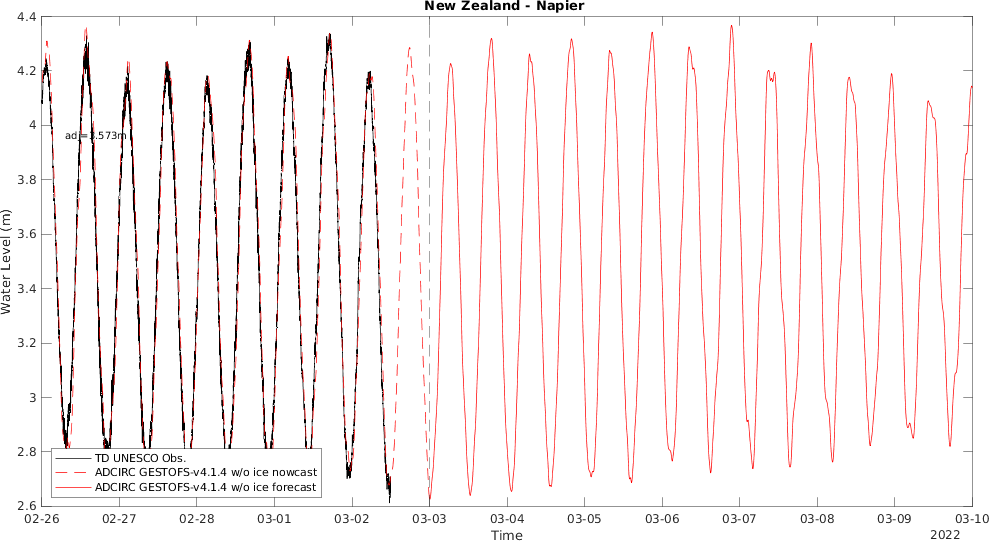 New Zealand - Napier
4.4
4.2
4
3.8
3.6
3.4
3.2
3
2.8
2.6
Water Level (m)
adj=3.573m
TD UNESCO Obs.
ADCIRC GESTOFS-v4.1.4 w/o ice nowcast
ADCIRC GESTOFS-v4.1.4 w/o ice forecast
02-26 02-27 02-28 03-01 03-02 03-03 03-04 03-05 03-06 03-07 03-08 03-09 03-10
Time
2022